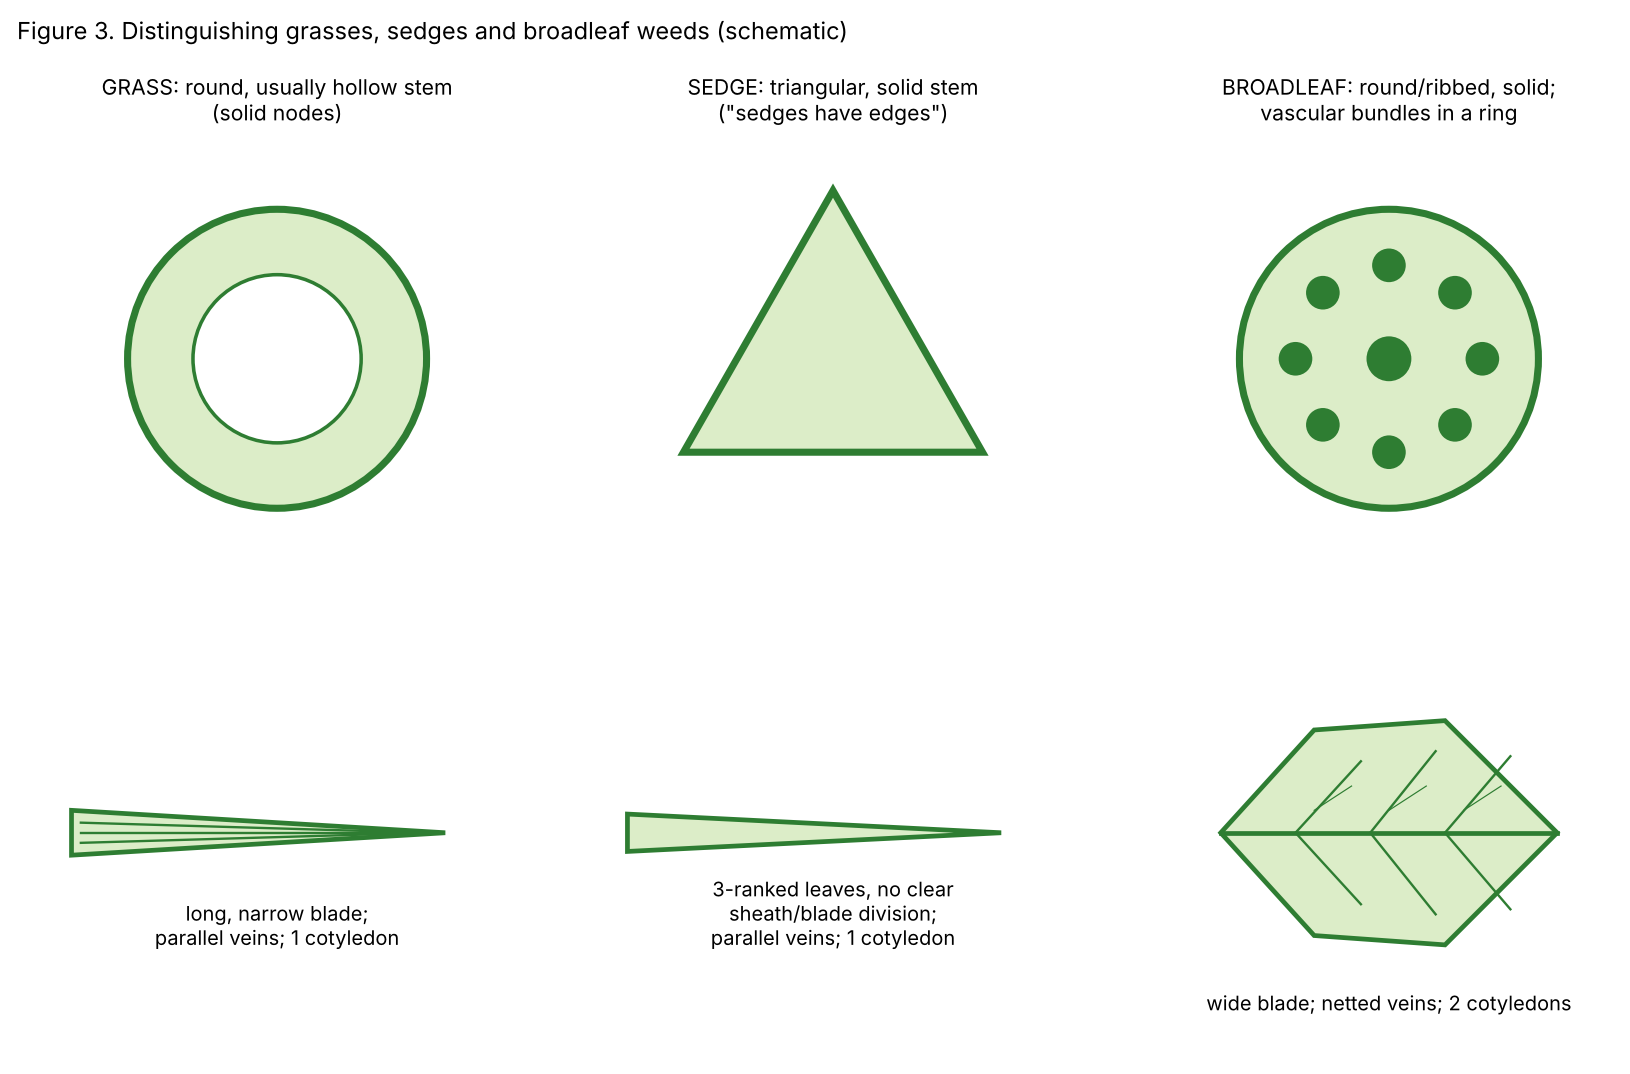 Figure 3. Distinguishing grasses, sedges and broadleaf weeds (schematic)
GRASS: round, usually hollow stem
(solid nodes)
SEDGE: triangular, solid stem
("sedges have edges")
BROADLEAF: round/ribbed, solid;
vascular bundles in a ring
long, narrow blade;
parallel veins; 1 cotyledon
3-ranked leaves, no clear
sheath/blade division;
parallel veins; 1 cotyledon
wide blade; netted veins; 2 cotyledons